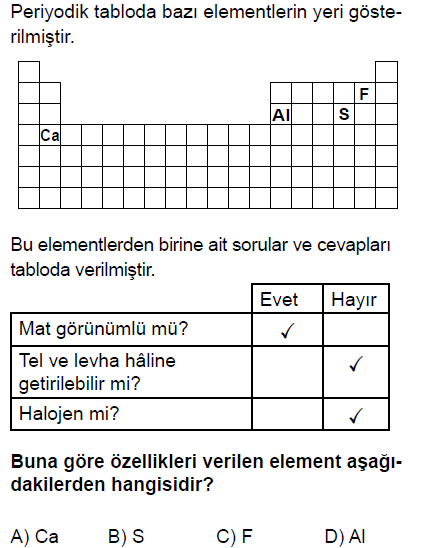 Periyodik tabloda bazı elementlerin yeri göste-
rilmiştir.
F
Al S
Ca
Bu elementlerden birine ait sorular ve cevapları
tabloda verilmiştir.
Evet Hayır
Mat görünümlü mü? ✓
Tel ve levha hâline
getirilebilir mi? ✓
Halojen mi? ✓
Buna göre özellikleri verilen element aşağı-
dakilerden hangisidir?
A) Ca B) S C) F D) Al